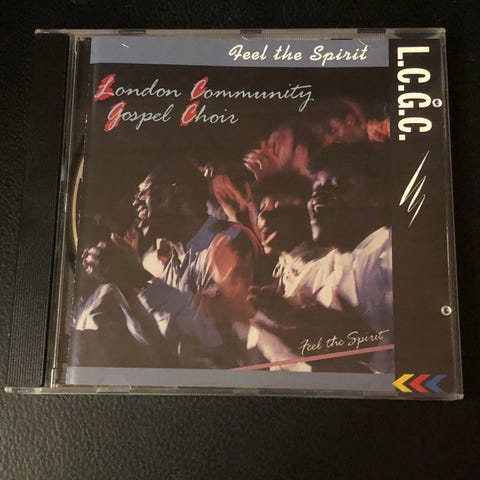 Feel the Spirit
London Community
Gospel Choir
L.C.G.C.
Feel the Spirit